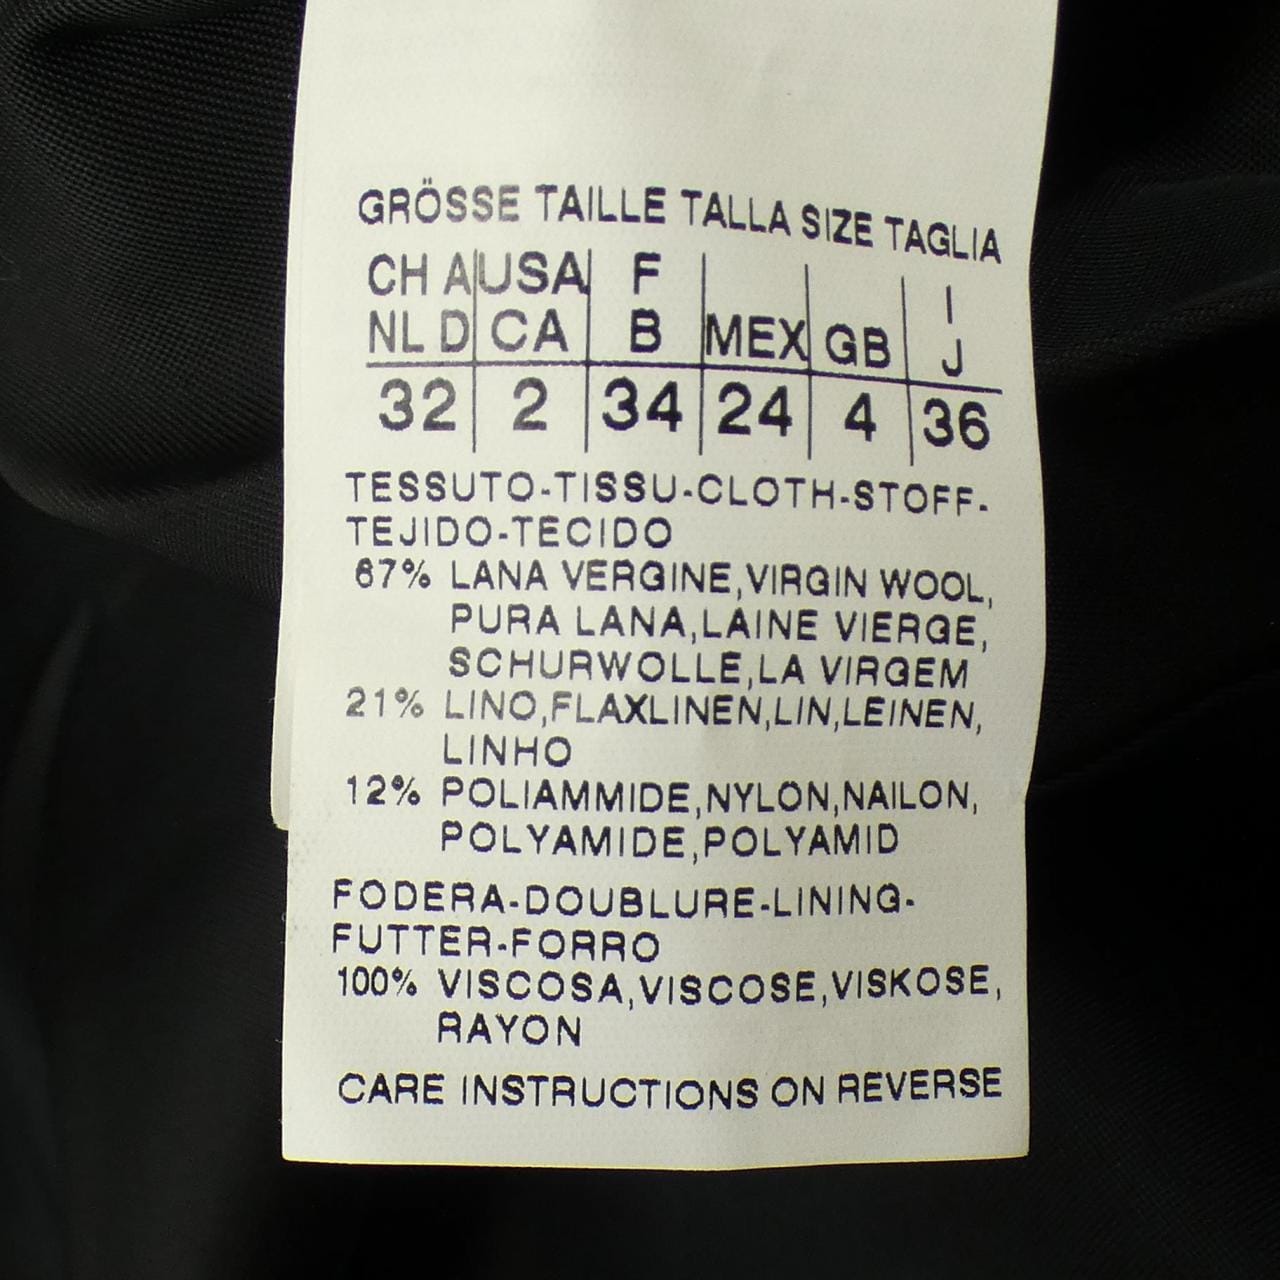 GRÖSSE TAILLE TALLA SIZE TAGLIA
CH A USA F I
NL D CA B MEX GB J
32 2 34 24 4 36
TESSUTO-TISSU-CLOTH-STOFF-
TEJIDO-TECIDO
67% LANA VERGINE,VIRGIN WOOL,
PURA LANA,LAINE VIERGE,
SCHURWOLLE,LA VIRGEM
21% LINO,FLAXLINEN,LIN,LEINEN,
LINHO
12% POLIAMMIDE,NYLON,NAILON,
POLYAMIDE,POLYAMID
FODERA-DOUBLURE-LINING-
FUTTER-FORRO
100% VISCOSA,VISCOSE,VISKOSE,
RAYON
CARE INSTRUCTIONS ON REVERSE